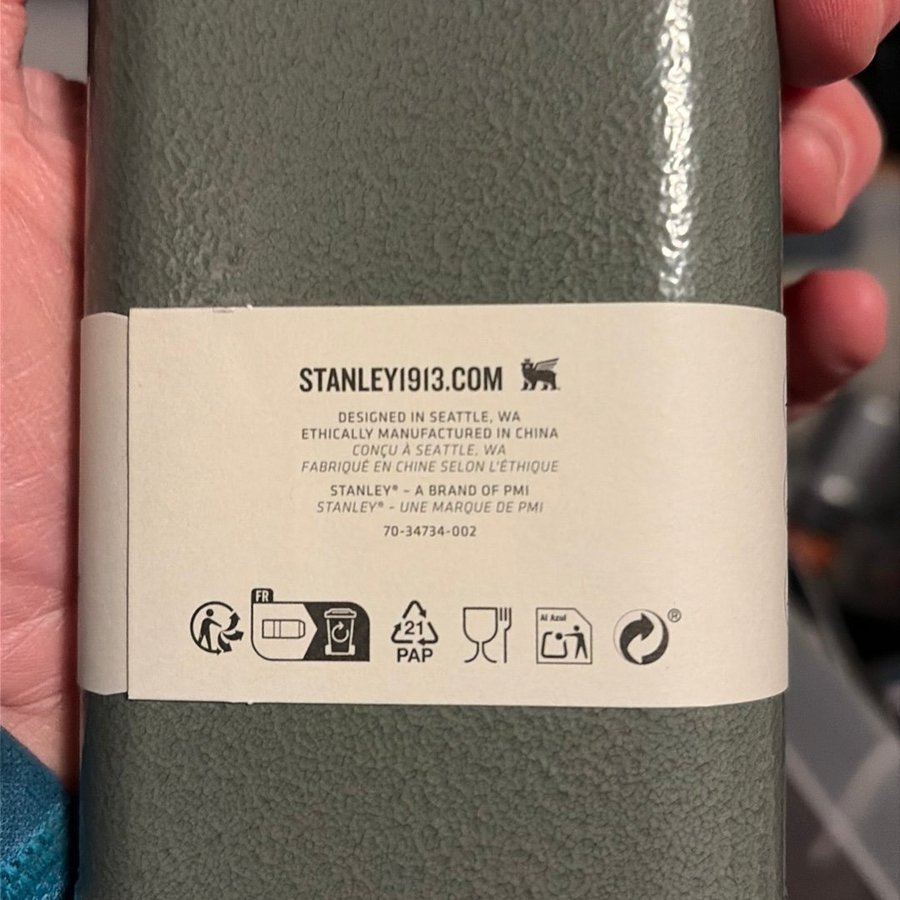 STANLEY1913.COM
DESIGNED IN SEATTLE, WA
ETHICALLY MANUFACTURED IN CHINA
CONÇU À SEATTLE, WA
FABRIQUÉ EN CHINE SELON L'ÉTHIQUE
STANLEY® - A BRAND OF PMI
STANLEY® - UNE MARQUE DE PMI
70-34734-002
FR
21
PAP
Al Azul
®